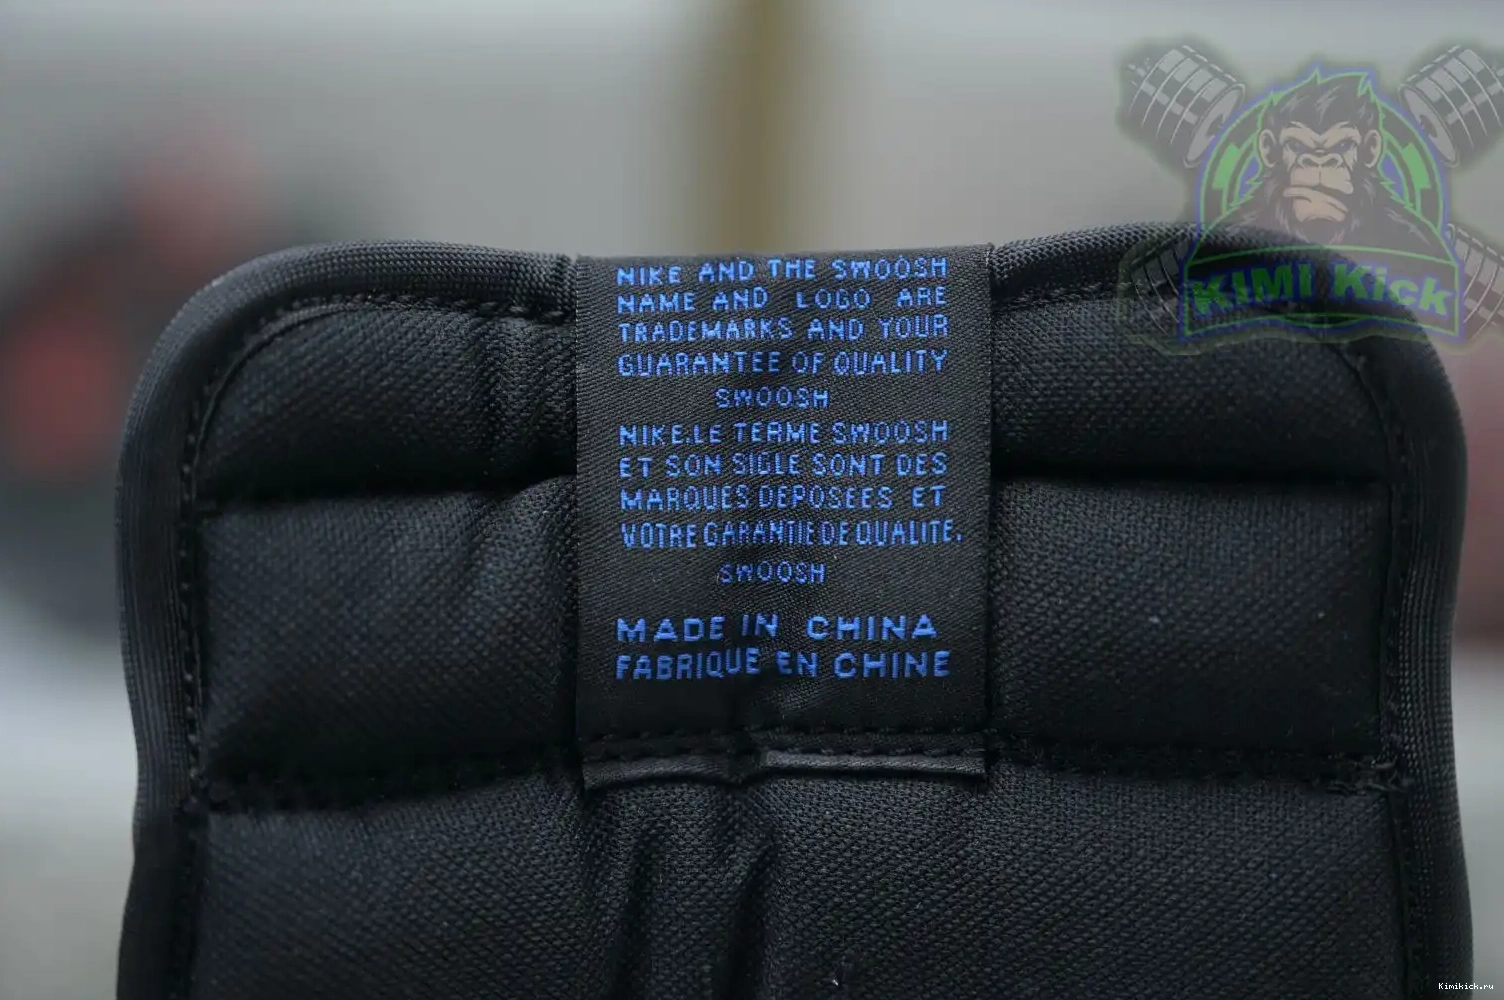 NIKE AND THE SWOOSH
NAME AND LOGO ARE
TRADEMARKS AND YOUR
GUARANTEE OF QUALITY
SWOOSH
NIKE.LE TERME SWOOSH
ET SON SIGLE SONT DES
MARQUES DEPOSEES ET
VOTRE GARANTIE DE QUALITE.
SWOOSH
MADE IN CHINA
FABRIQUE EN CHINE
KIMI Kick
Kimikick.ru